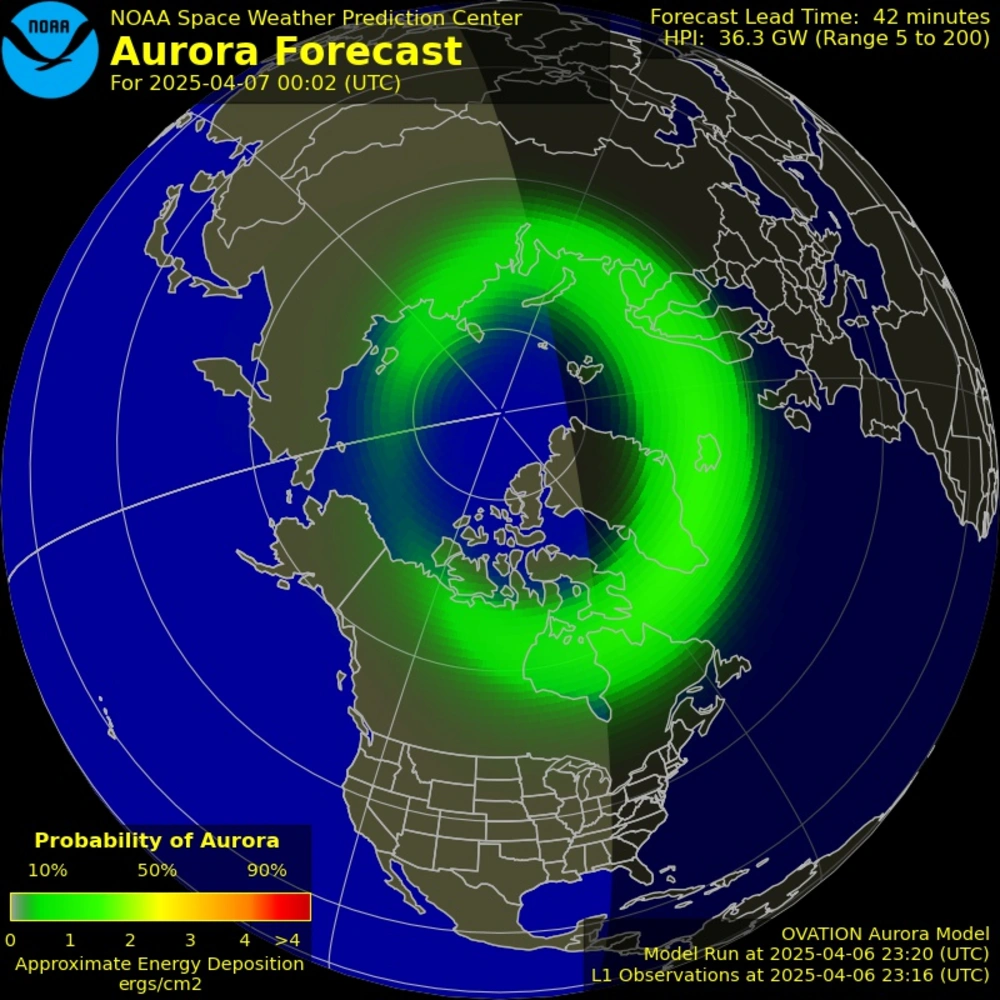 NOAA
NOAA Space Weather Prediction Center
Aurora Forecast
For 2025-04-07 00:02 (UTC)
Forecast Lead Time: 42 minutes
HPI: 36.3 GW (Range 5 to 200)
Probability of Aurora
10% 50% 90%
0 1 2 3 4 >4
Approximate Energy Deposition
ergs/cm2
OVATION Aurora Model
Model Run at 2025-04-06 23:20 (UTC)
L1 Observations at 2025-04-06 23:16 (UTC)